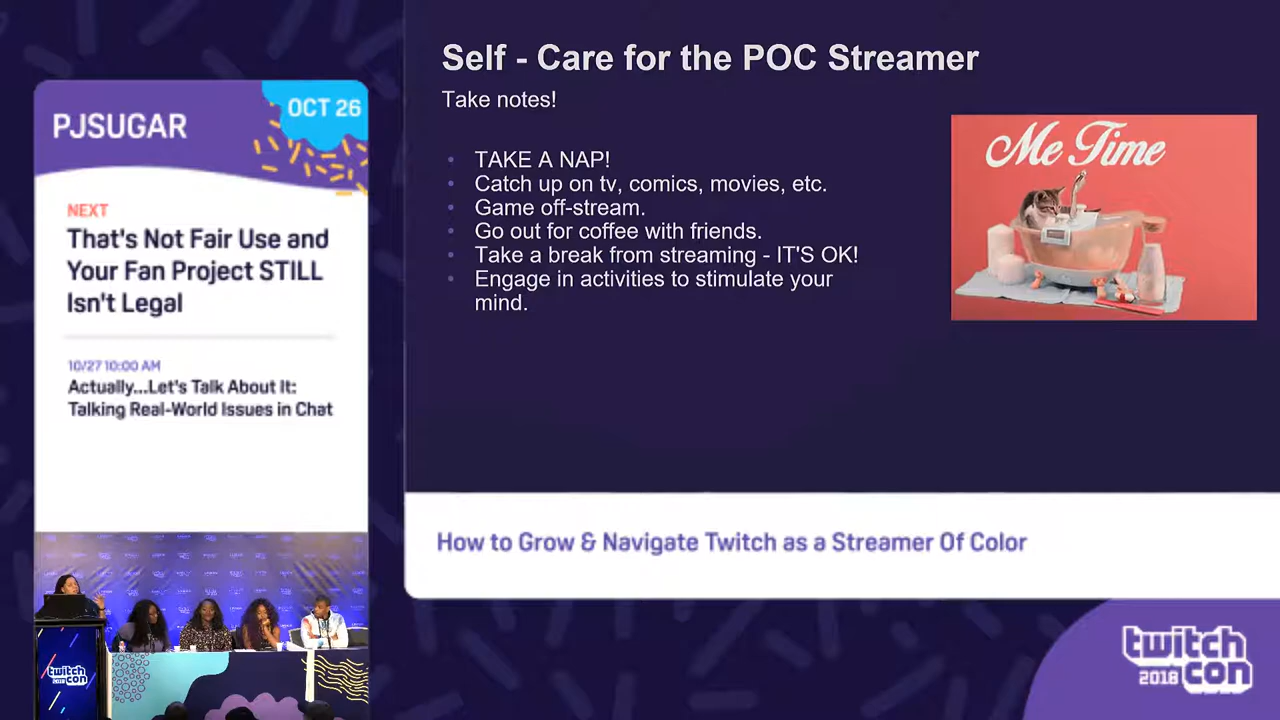 PJSUGAR
OCT 26
NEXT
That's Not Fair Use and
Your Fan Project STILL
Isn't Legal
10/27 10:00 AM
Actually...Let's Talk About It:
Talking Real-World Issues in Chat
Self - Care for the POC Streamer
Take notes!
• TAKE A NAP!
• Catch up on tv, comics, movies, etc.
• Game off-stream.
• Go out for coffee with friends.
• Take a break from streaming - IT'S OK!
• Engage in activities to stimulate your
mind.
Me Time
How to Grow & Navigate Twitch as a Streamer Of Color
twitch
2018 con
twitch
con
2018